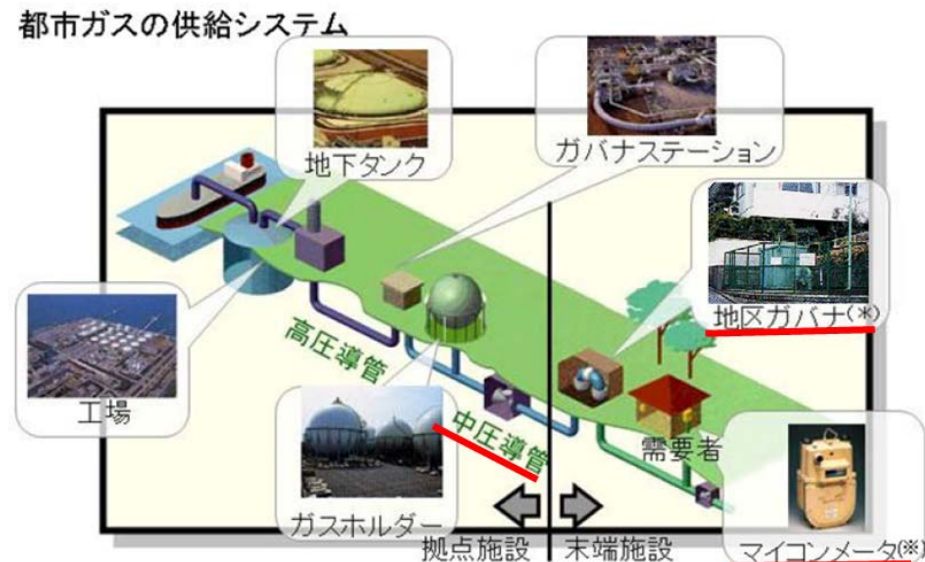 都市ガスの供給システム
地下タンク
ガバナステーション
地区ガバナ(*)
工場
高圧導管
中圧導管
ガスホルダー
需要者
拠点施設
末端施設
マイコンメータ(※)